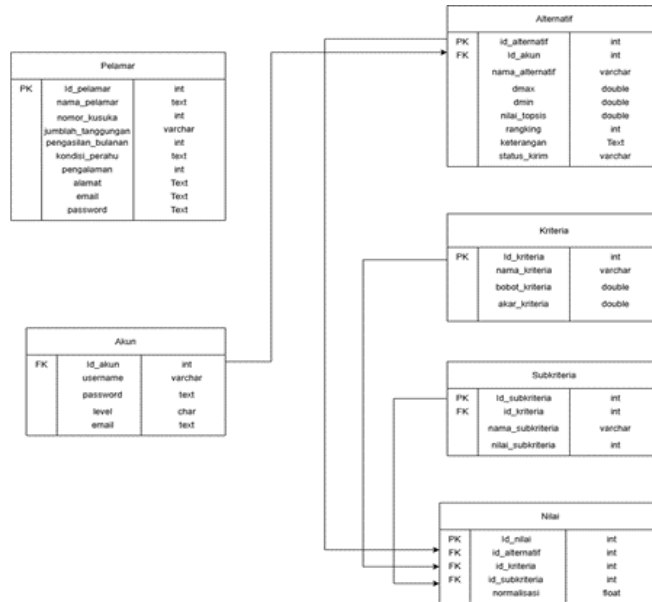 Pelamar
PK Id_pelamar int
nama_pelamar text
nomor_kusuka int
jumblah_tanggungan varchar
pengasilan_bulanan int
kondisi_perahu text
pengalaman int
alamat Text
email Text
password Text
Akun
FK Id_akun int
username varchar
password text
level char
email text
Alternatif
PK id_alternatif int
FK Id_akun int
nama_alternatif varchar
dmax double
dmin double
nilai_topsis double
rangking int
keterangan Text
status_kirim varchar
Kriteria
PK Id_kriteria int
nama_kriteria varchar
bobot_kriteria double
akar_kriteria double
Subkriteria
PK Id_subkriteria int
FK id_kriteria int
nama_subkriteria varchar
nilai_subkriteria int
Nilai
PK Id_nilai int
FK id_alternatif int
FK id_kriteria int
FK id_subkriteria int
normalisasi float